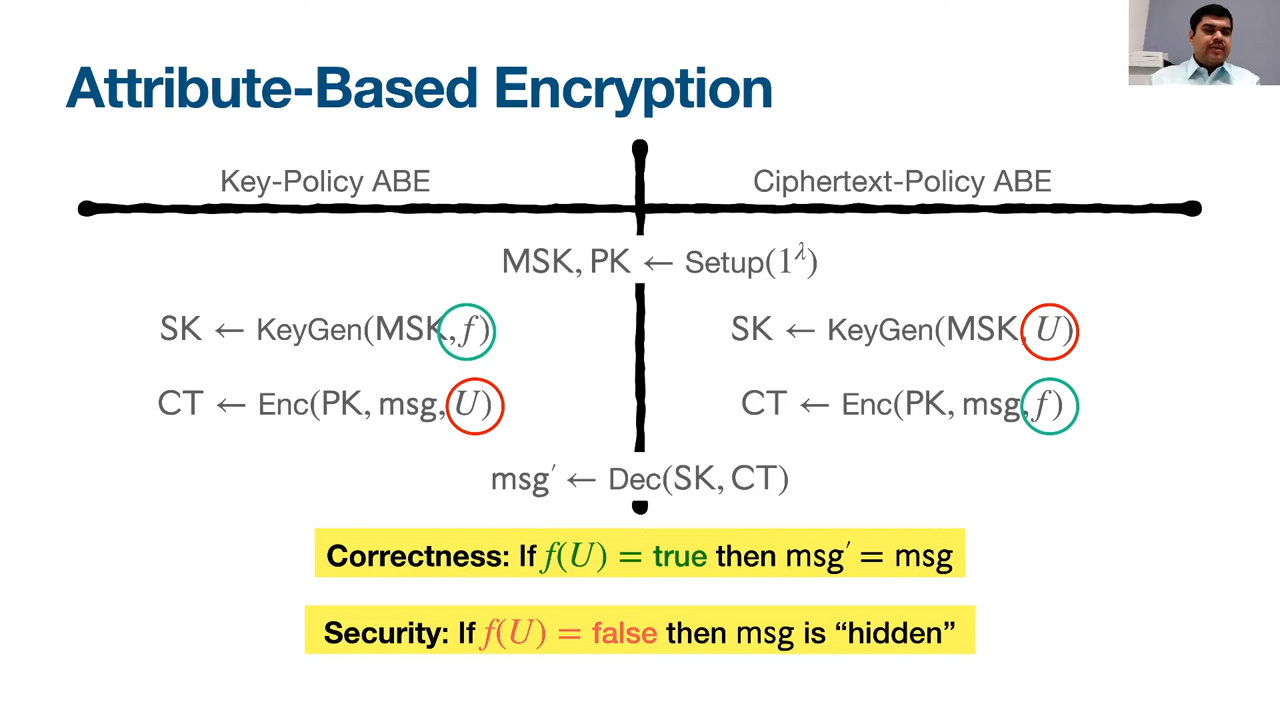 Attribute-Based Encryption
Key-Policy ABE
Ciphertext-Policy ABE
MSK, PK ← Setup(1^λ)
SK ← KeyGen(MSK, f)
SK ← KeyGen(MSK, U)
CT ← Enc(PK, msg, U)
CT ← Enc(PK, msg, f)
msg′ ← Dec(SK, CT)
Correctness: If f(U) = true then msg′ = msg
Security: If f(U) = false then msg is “hidden”